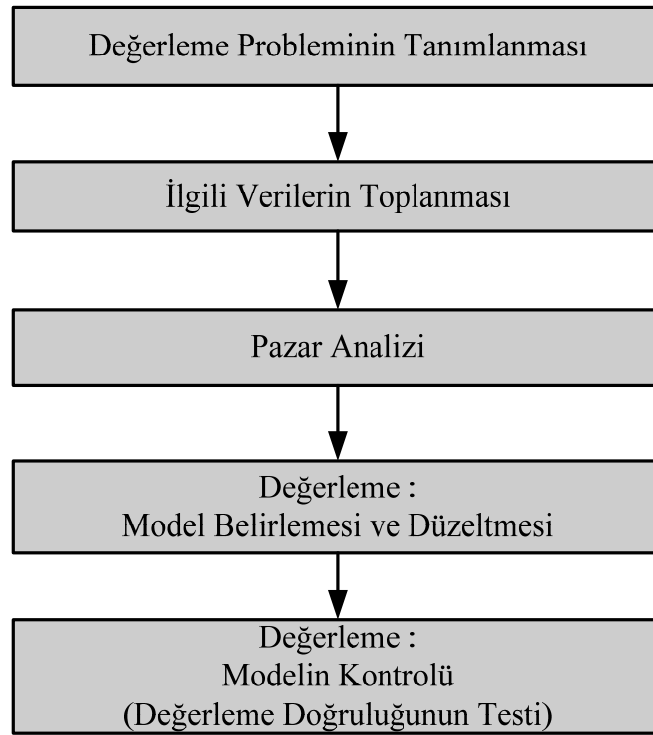 Değerleme Probleminin Tanımlanması
İlgili Verilerin Toplanması
Pazar Analizi
Değerleme :
Model Belirlemesi ve Düzeltmesi
Değerleme :
Modelin Kontrolü
(Değerleme Doğruluğunun Testi)